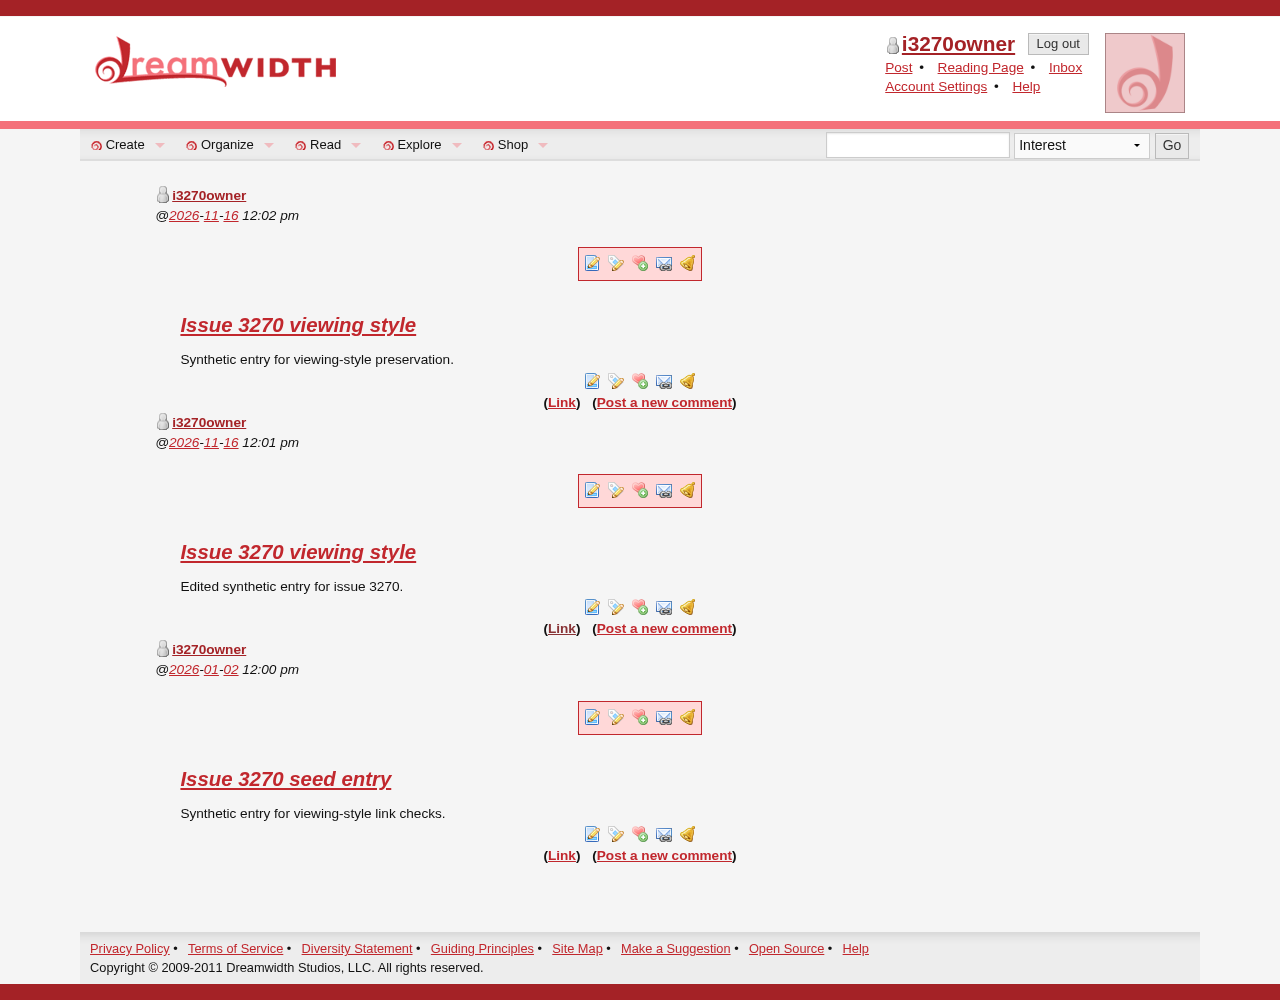 dreamwidth
i3270owner Log out
Post • Reading Page • Inbox
Account Settings • Help
Create Organize Read Explore Shop Interest Go
i3270owner
@2026-11-16 12:02 pm
Issue 3270 viewing style
Synthetic entry for viewing-style preservation.
(Link) (Post a new comment)
i3270owner
@2026-11-16 12:01 pm
Issue 3270 viewing style
Edited synthetic entry for issue 3270.
(Link) (Post a new comment)
i3270owner
@2026-01-02 12:00 pm
Issue 3270 seed entry
Synthetic entry for viewing-style link checks.
(Link) (Post a new comment)
Privacy Policy • Terms of Service • Diversity Statement • Guiding Principles • Site Map • Make a Suggestion • Open Source • Help
Copyright © 2009-2011 Dreamwidth Studios, LLC. All rights reserved.